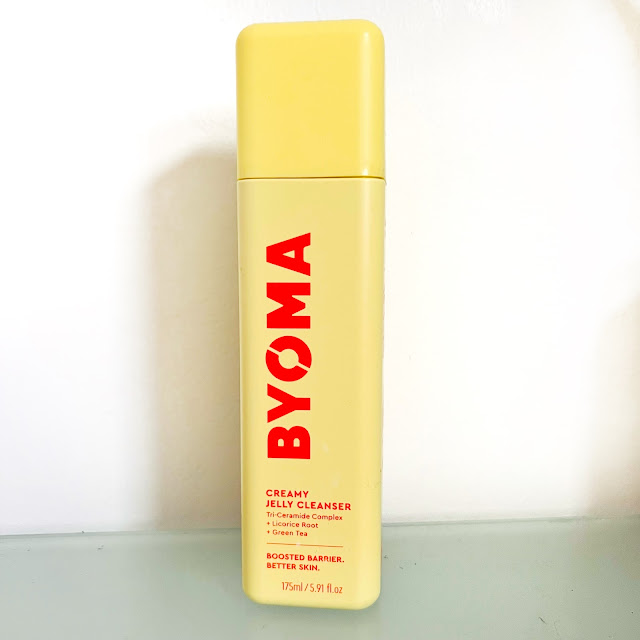 BYOMA
CREAMY
JELLY CLEANSER
Tri-Ceramide Complex
+ Licorice Root
+ Green Tea
BOOSTED BARRIER.
BETTER SKIN.
175ml / 5.91 fl.oz